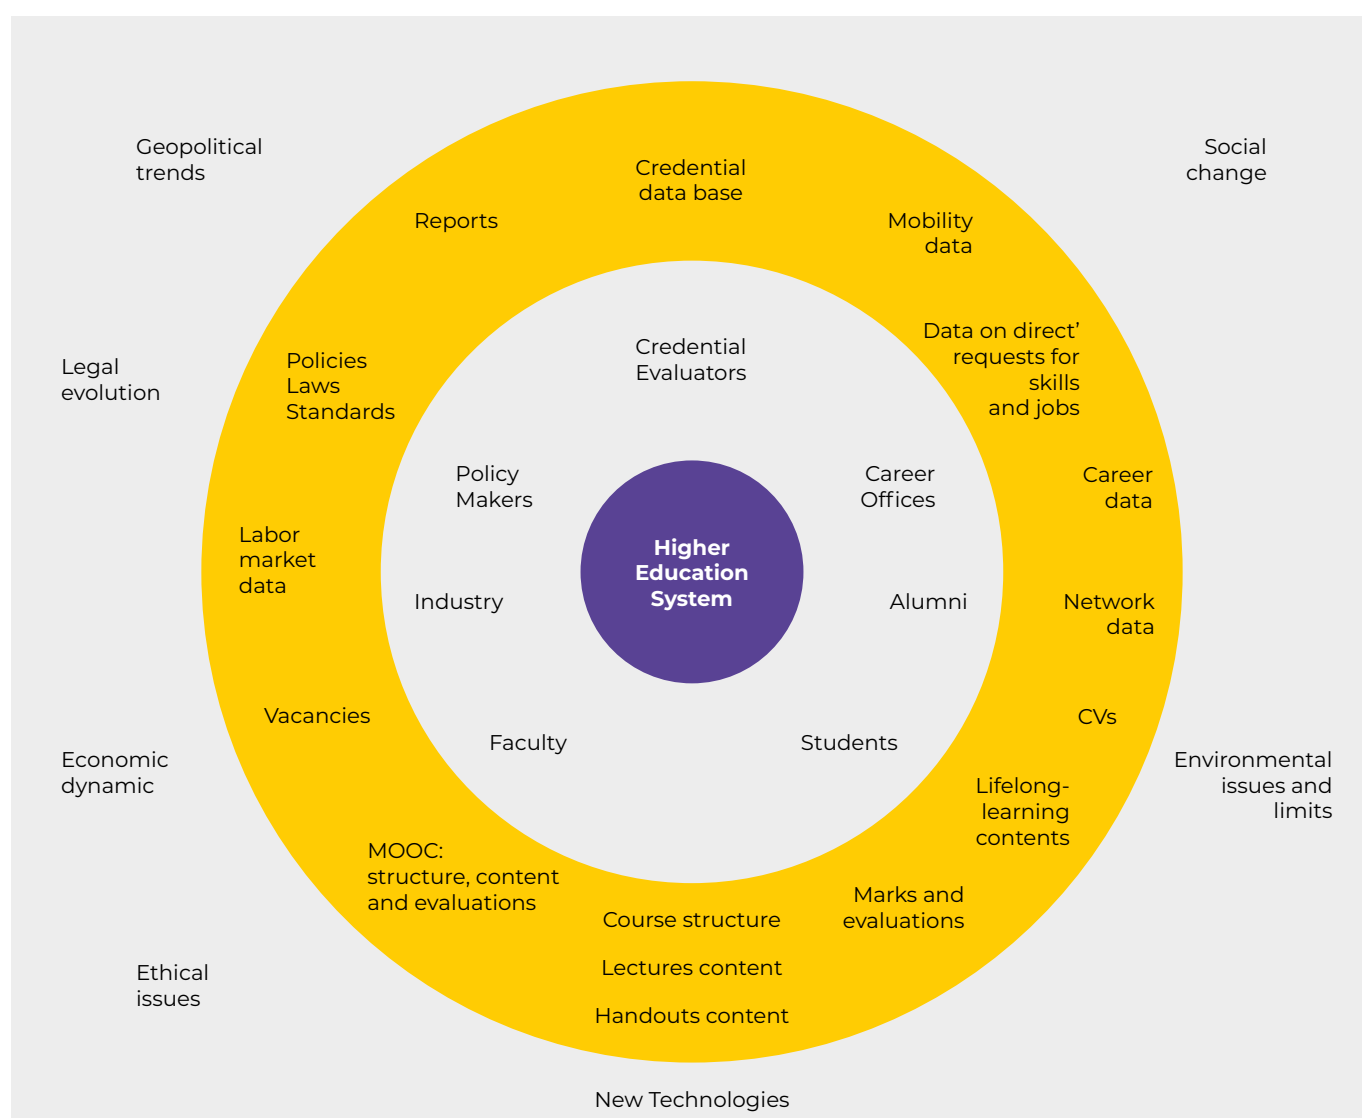 Geopolitical
trends
Social
change
Credential
data base
Reports
Mobility
data
Data on direct’
requests for
skills
and jobs
Credential
Evaluators
Policies
Laws
Standards
Legal
evolution
Policy
Makers
Career
Offices
Career
data
Labor
market
data
Higher
Education
System
Industry
Alumni
Network
data
Vacancies
Faculty
Students
CVs
Economic
dynamic
Environmental
issues and
limits
Lifelong-
learning
contents
MOOC:
structure, content
and evaluations
Marks and
evaluations
Course structure
Lectures content
Handouts content
Ethical
issues
New Technologies